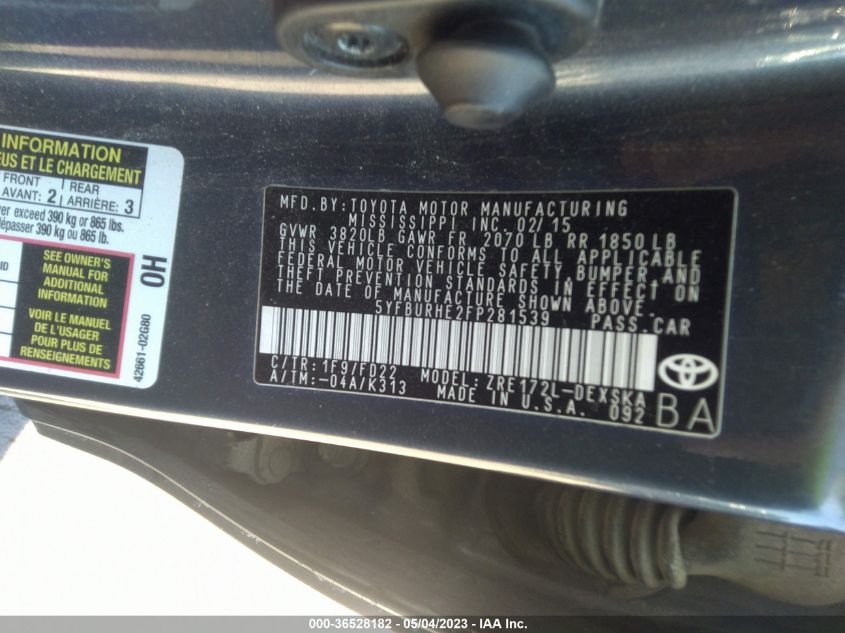 INFORMATION
EUS ET LE CHARGEMENT
FRONT
AVANT: 2
REAR
ARRIÈRE: 3
ver exceed 390 kg or 865 lbs.
dépasser 390 kg ou 865 lb.
SEE OWNER'S
MANUAL FOR
ADDITIONAL
INFORMATION
VOIR LE MANUEL
DE L'USAGER
POUR PLUS DE
RENSEIGNEMENTS
OH
42661-02G80
MFD.BY:TOYOTA MOTOR MANUFACTURING
MISSISSIPPI INC. 02/15
GVWR 3820LB GAWR FR 2070 LB RR 1850 LB
THIS VEHICLE CONFORMS TO ALL APPLICABLE
FEDERAL MOTOR VEHICLE SAFETY, BUMPER, AND
THEFT PREVENTION STANDARDS IN EFFECT ON
THE DATE OF MANUFACTURE SHOWN ABOVE.
5YFBURHE2FP281539 PASS.CAR
C/TR: 1F9/FD22 MODEL: ZRE172L-DEXSKA
A/TM:-04A/K313 MADE IN U.S.A. 092
BA
000-36528182 - 05/04/2023 - IAA Inc.